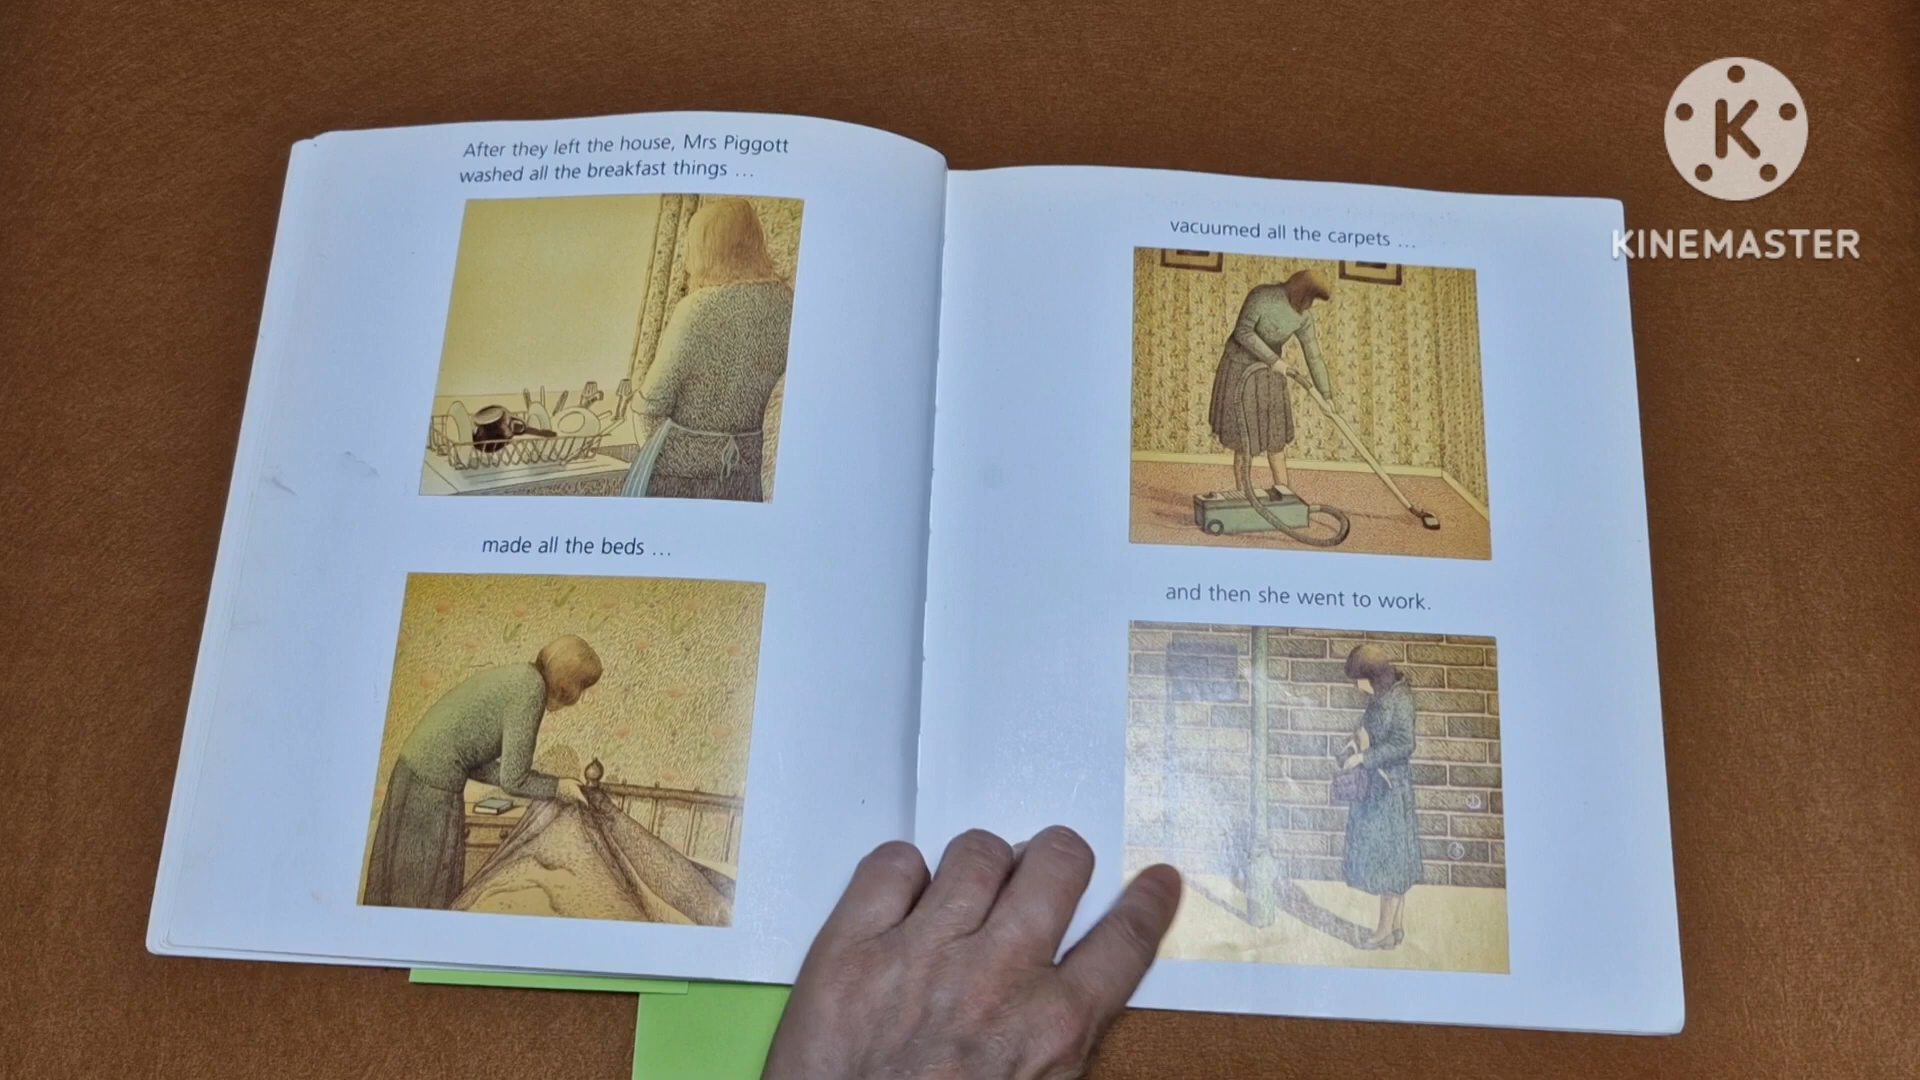 After they left the house, Mrs Piggott
washed all the breakfast things ...
made all the beds ...
vacuumed all the carpets ...
and then she went to work.
K
KINEMASTER